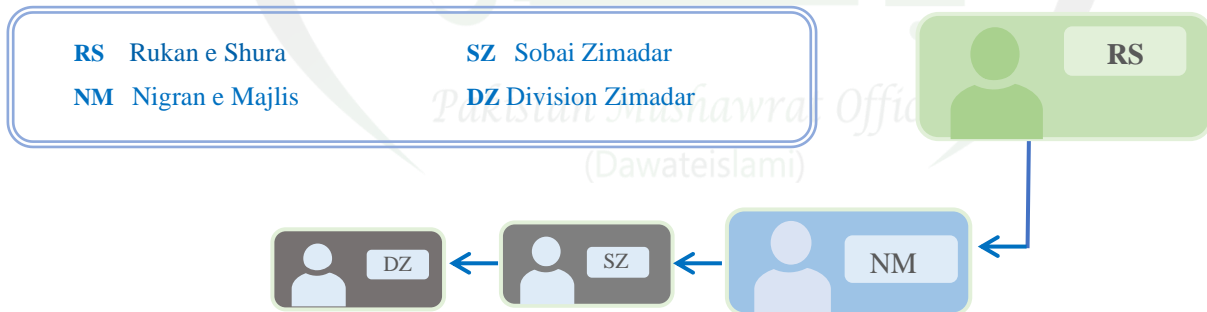 RS Rukan e Shura
SZ Sobai Zimadar
RS
NM Nigran e Majlis
DZ Division Zimadar
Pakistan Mushawrat Offic
(Dawateislami)
DZ
SZ
NM